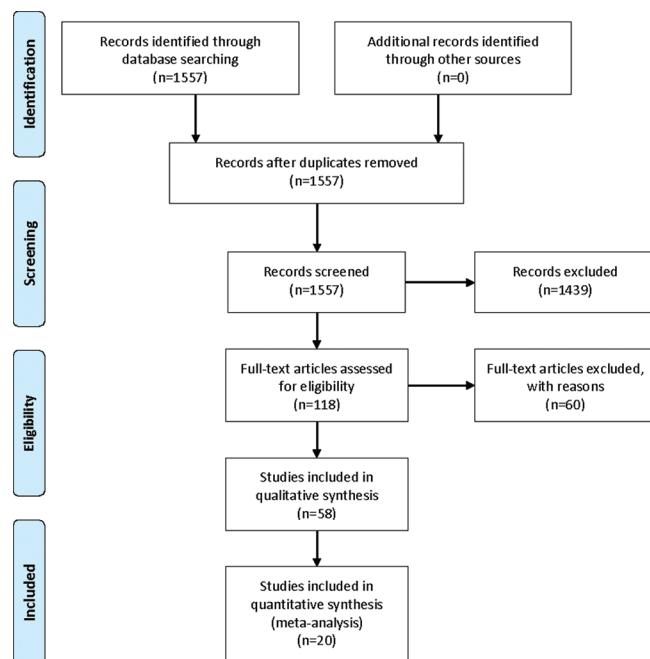 Identification
Records identified through
database searching
(n=1557)
Additional records identified
through other sources
(n=0)
Records after duplicates removed
(n=1557)
Screening
Records screened
(n=1557)
Records excluded
(n=1439)
Eligibility
Full-text articles assessed
for eligibility
(n=118)
Full-text articles excluded,
with reasons
(n=60)
Studies included in
qualitative synthesis
(n=58)
Included
Studies included in
quantitative synthesis
(meta-analysis)
(n=20)